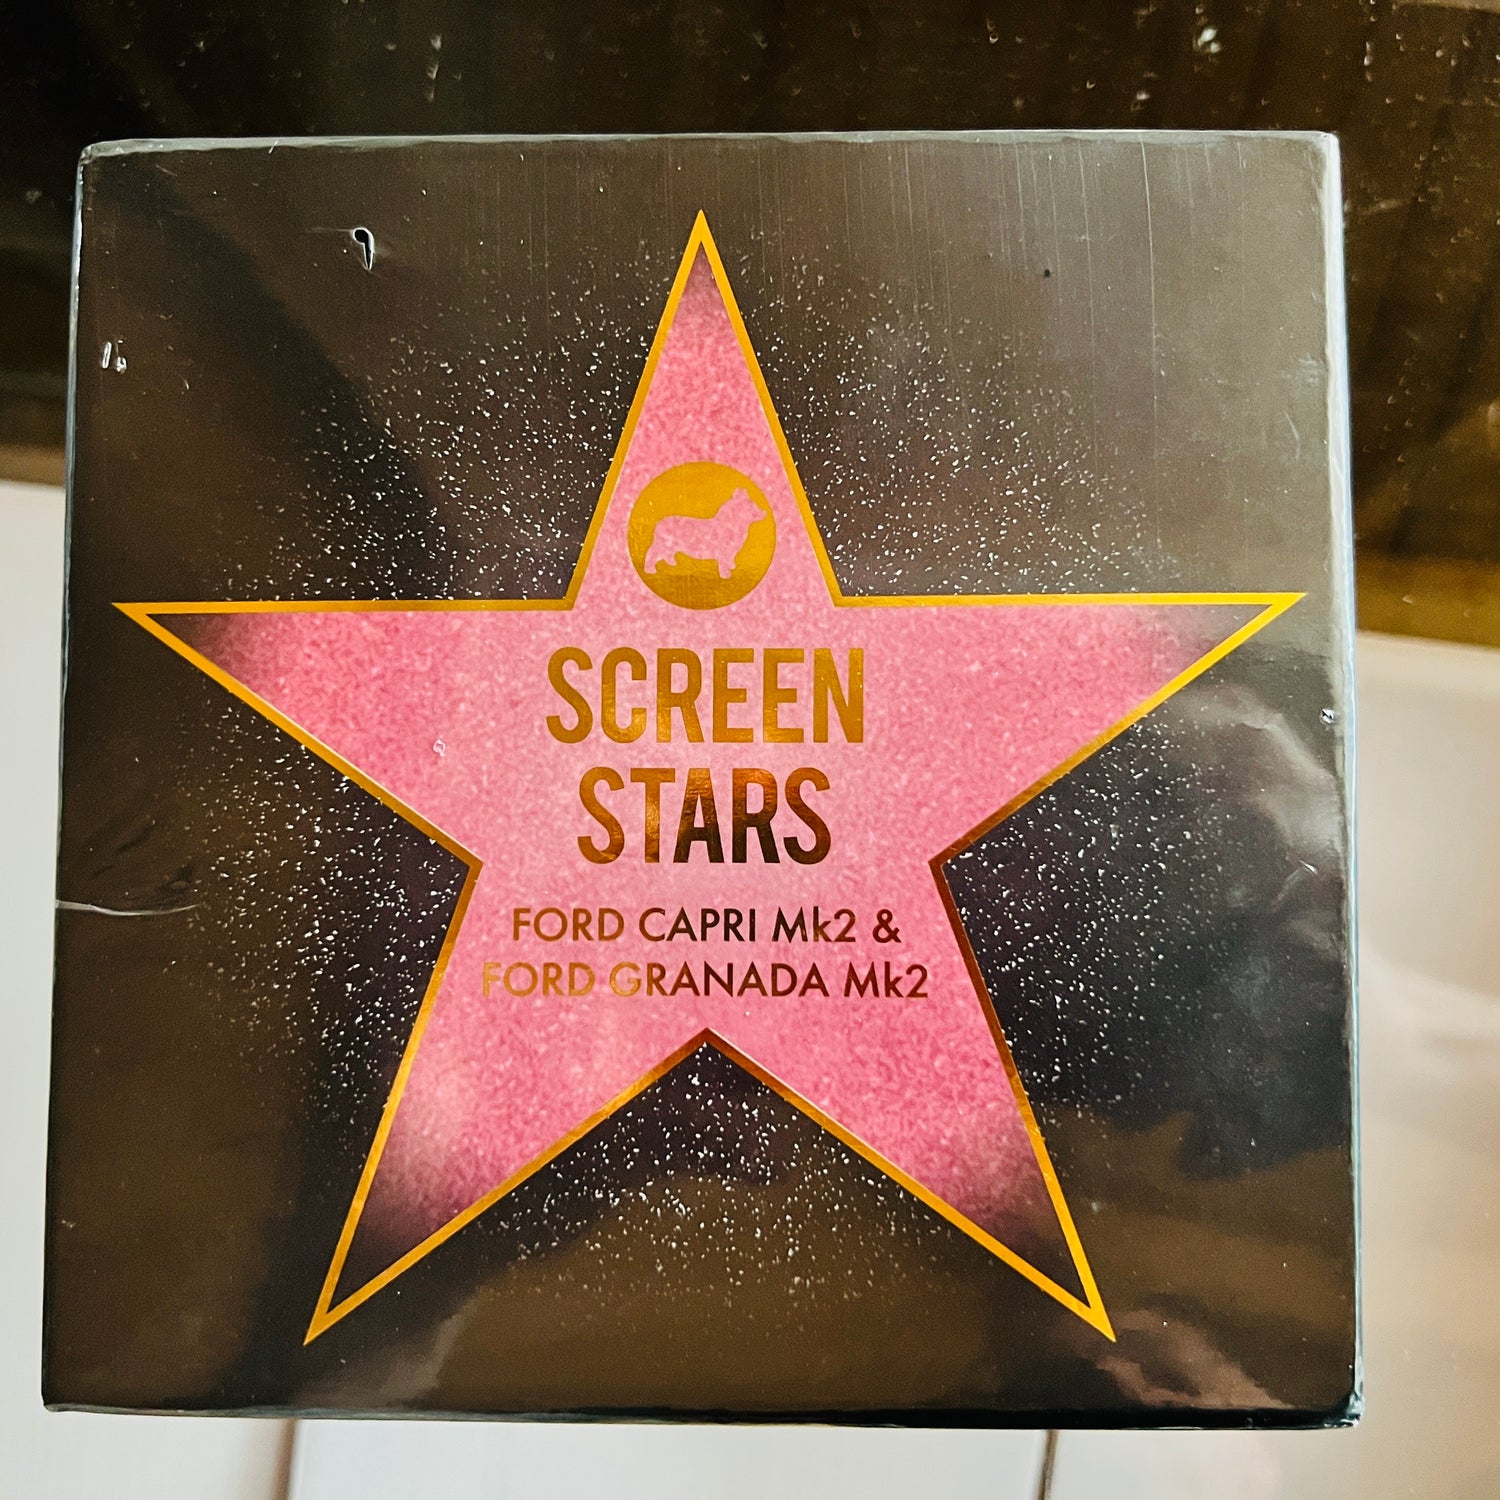 SCREEN
STARS
FORD CAPRI Mk2 &
FORD GRANADA Mk2